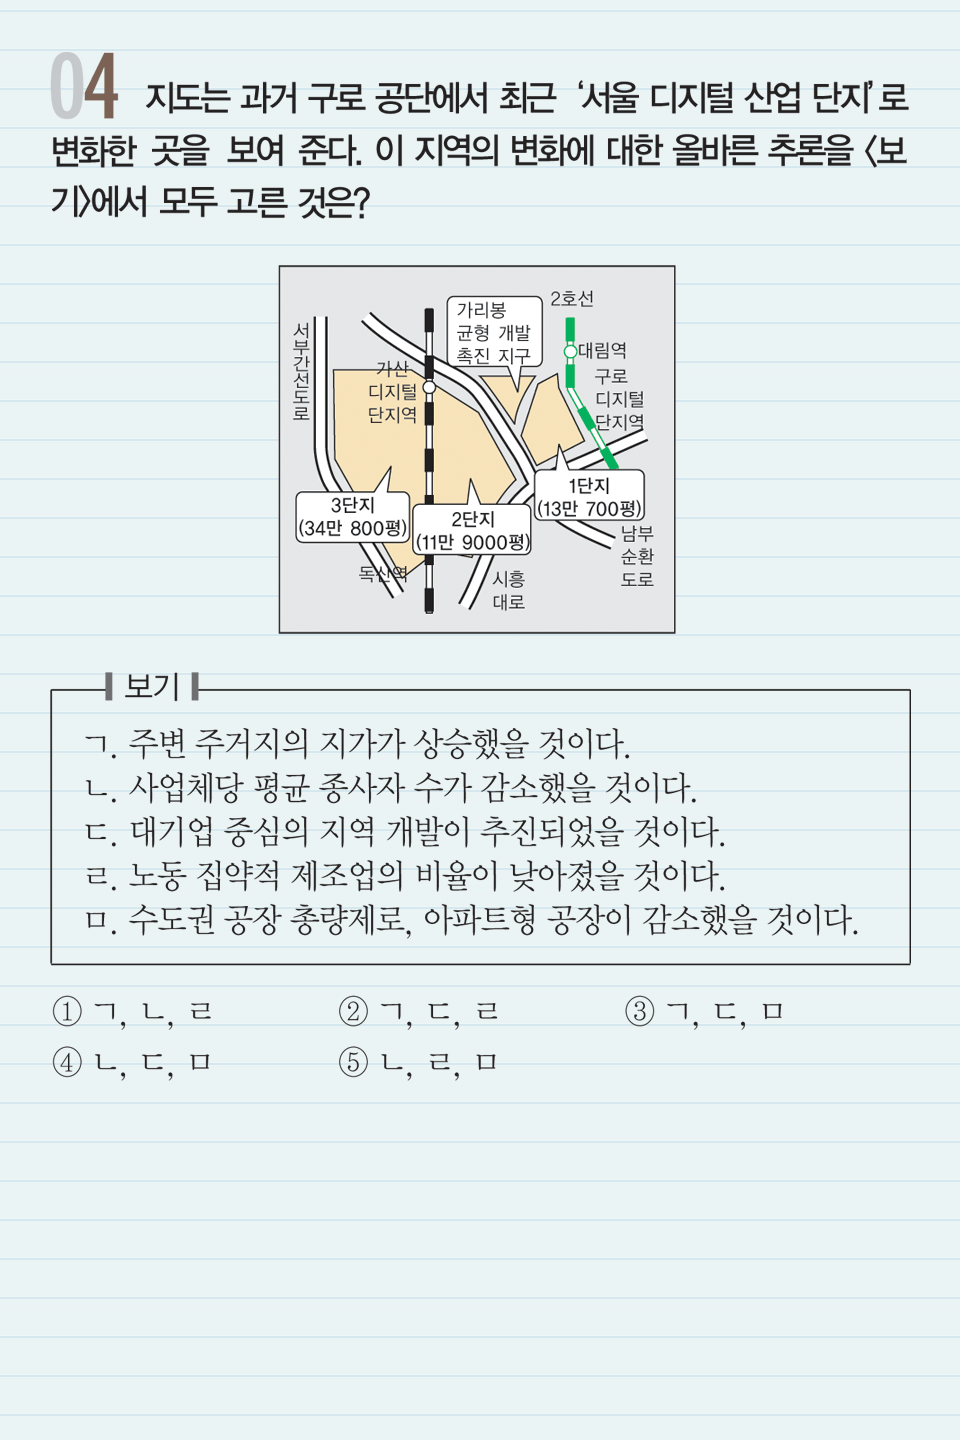 04 지도는 과거 구로 공단에서 최근 ‘서울 디지털 산업 단지’로
변화한 곳을 보여 준다. 이 지역의 변화에 대한 올바른 추론을 〈보
기〉에서 모두 고른 것은?
2호선
가리봉
균형 개발
촉진 지구
서부간선도로
대림역
가산
디지털
단지역
구로
디지털
단지역
1단지
(13만 700평)
3단지
(34만 800평)
2단지
(11만 9000평)
남부
순환
도로
독산역
시흥
대로
보기
ㄱ. 주변 주거지의 지가가 상승했을 것이다.
ㄴ. 사업체당 평균 종사자 수가 감소했을 것이다.
ㄷ. 대기업 중심의 지역 개발이 추진되었을 것이다.
ㄹ. 노동 집약적 제조업의 비율이 낮아졌을 것이다.
ㅁ. 수도권 공장 총량제로, 아파트형 공장이 감소했을 것이다.
① ㄱ, ㄴ, ㄹ ② ㄱ, ㄷ, ㄹ ③ ㄱ, ㄷ, ㅁ
④ ㄴ, ㄷ, ㅁ ⑤ ㄴ, ㄹ, ㅁ